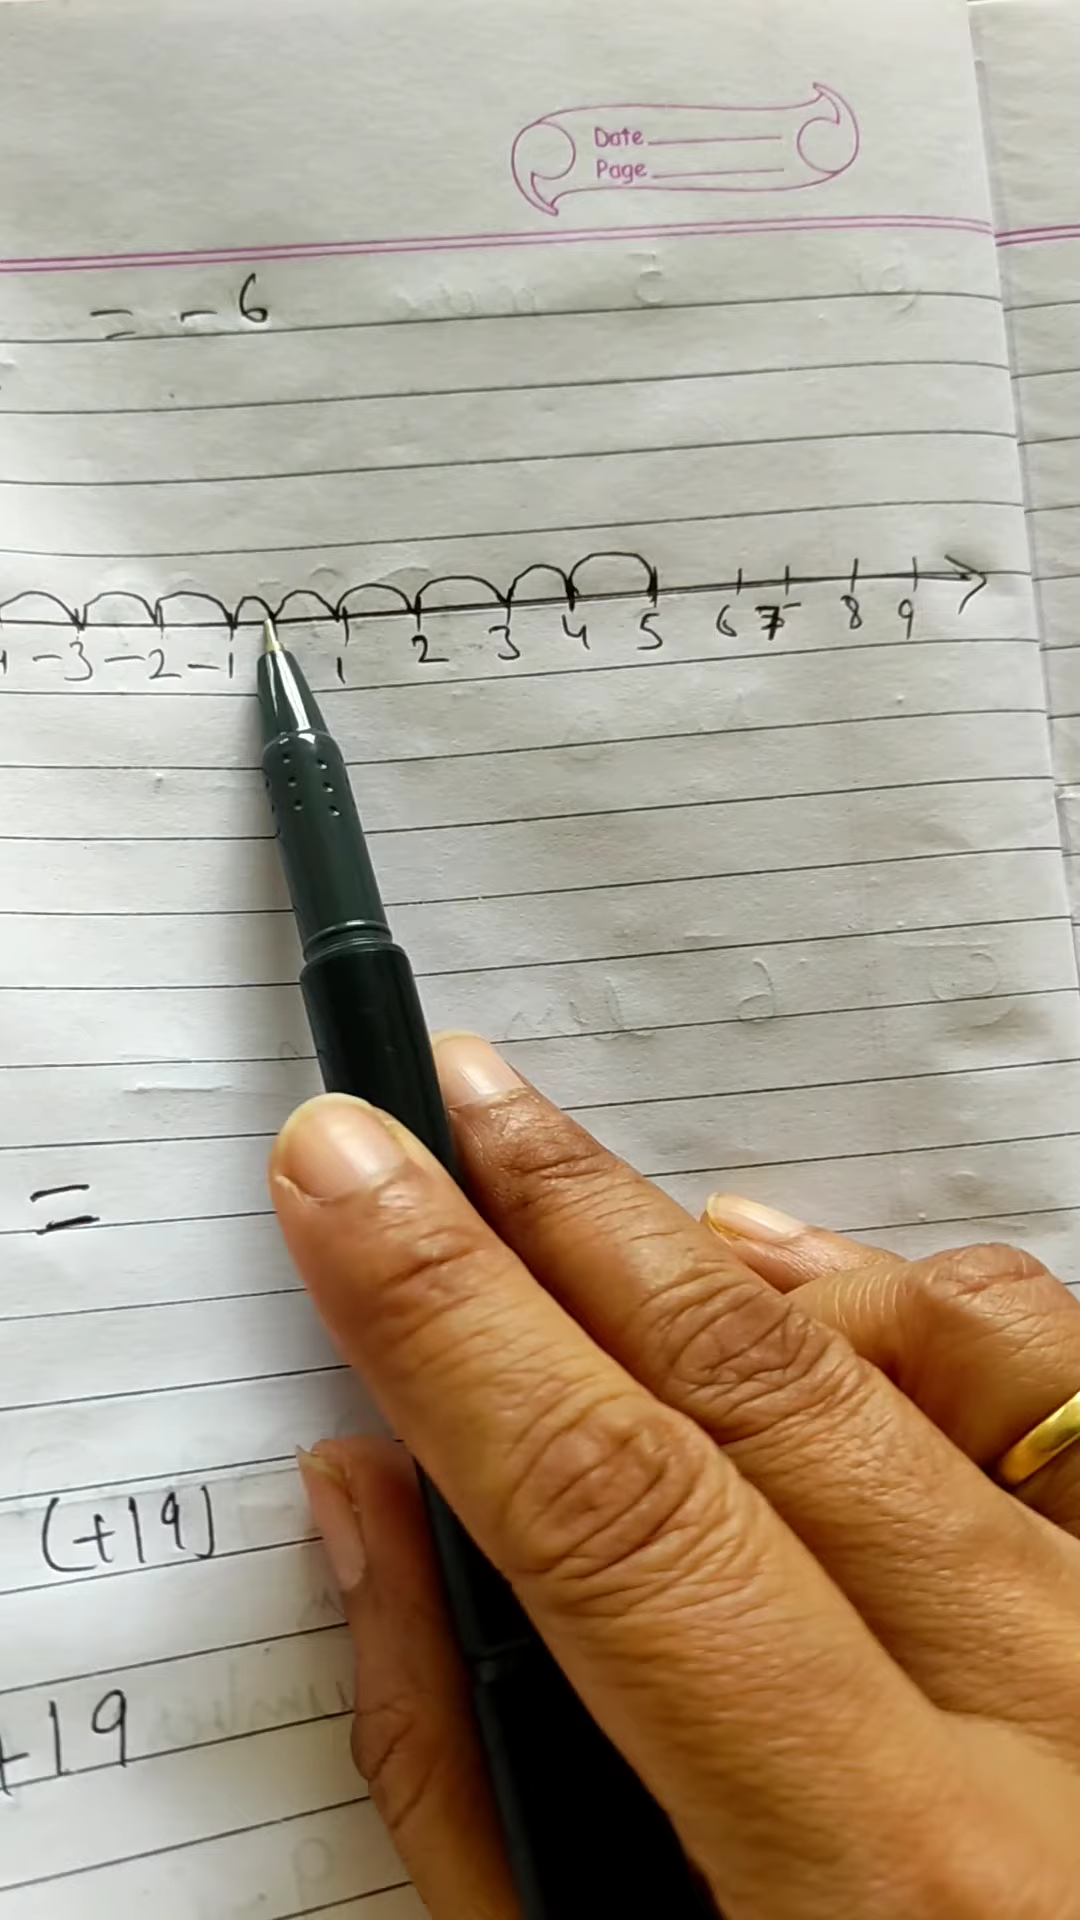 Date
Page
= - 6
-3 -2 -1 1 2 3 4 5 6 7 8 9
=
(+19)
+19